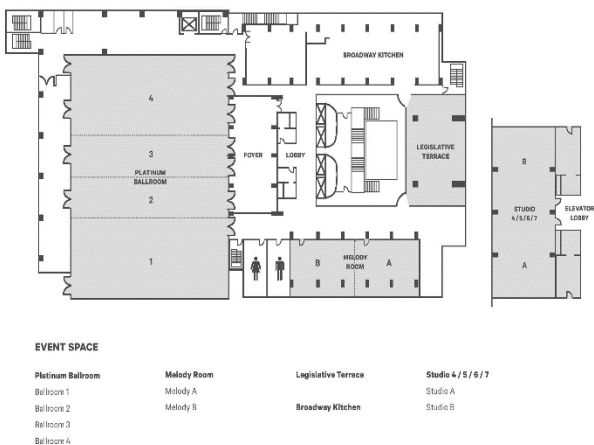 BROADWAY KITCHEN
4
3
PLATINUM
BALLROOM
2
1
FOYER
LOBBY
LEGISLATIVE
TERRACE
B
MELODY
ROOM
A
B
STUDIO
4/5/6/7
ELEVATOR
LOBBY
A
EVENT SPACE
Platinum Ballroom
Ballroom 1
Ballroom 2
Ballroom 3
Ballroom 4
Melody Room
Melody A
Melody B
Legislative Terrace
Broadway Kitchen
Studio 4 / 5 / 6 / 7
Studio A
Studio B